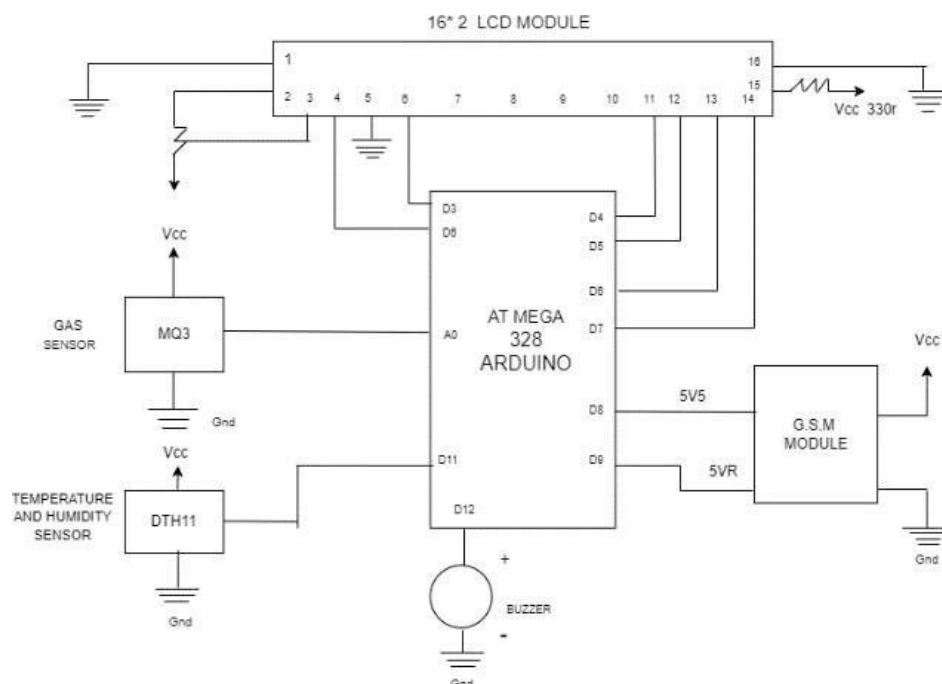 16* 2 LCD MODULE
1
16
15
2
3
4
5
6
7
8
9
10
11
12
13
14
Vcc 330r
D3
D4
D6
D5
Vcc
D6
GAS
SENSOR
MQ3
A0
AT MEGA
328
ARDUINO
D7
Vcc
Gnd
D8
5V5
G.S.M
MODULE
Vcc
D11
D9
5VR
TEMPERATURE
AND HUMIDITY
SENSOR
DTH11
D12
Gnd
+
Gnd
BUZZER
-
Gnd